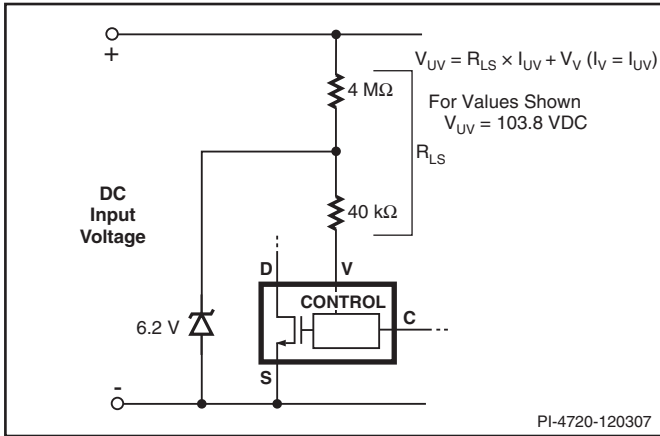 +
V_UV = R_LS × I_UV + V_V (I_V = I_UV)
4 MΩ
For Values Shown
V_UV = 103.8 VDC
R_LS
DC
Input
Voltage
40 kΩ
D
V
CONTROL
C
6.2 V
S
-
PI-4720-120307